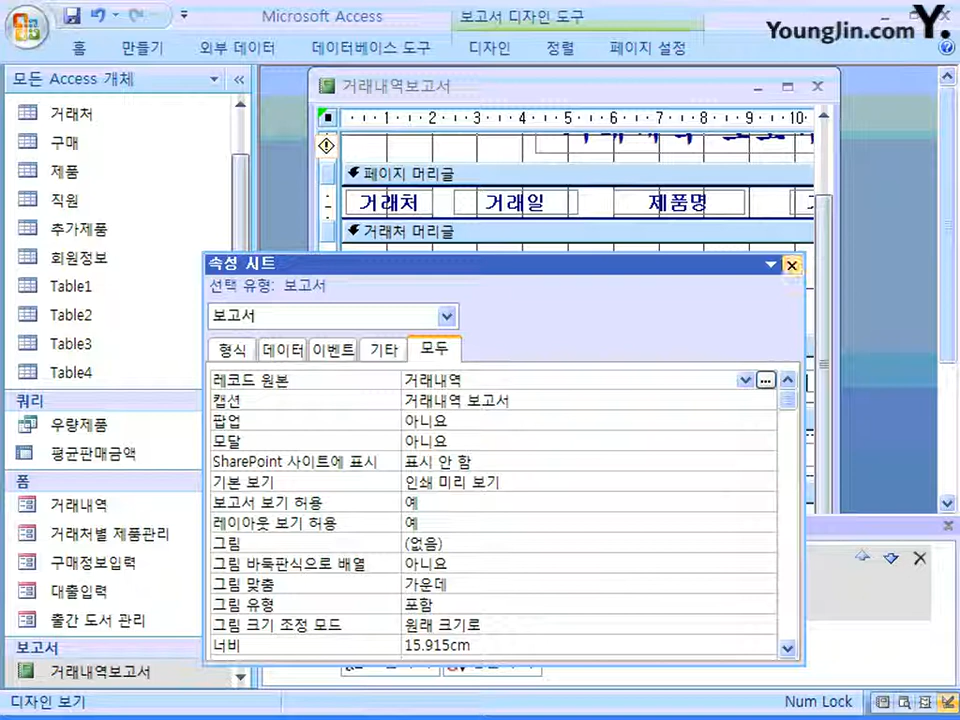 Microsoft Access
보고서 디자인 도구
YoungJin.com Y.
홈 만들기 외부 데이터 데이터베이스 도구 디자인 정렬 페이지 설정
모든 Access 개체
거래처
구매
제품
직원
추가제품
회원정보
Table1
Table2
Table3
Table4
쿼리
우량제품
평균판매금액
폼
거래내역
거래처별 제품관리
구매정보입력
대출입력
출간 도서 관리
보고서
거래내역보고서
거래내역보고서
1 2 3 4 5 6 7 8 9 10
페이지 머리글
거래처 거래일 제품명
거래처 머리글
속성 시트
선택 유형: 보고서
보고서
형식 데이터 이벤트 기타 모두
레코드 원본 거래내역
캡션 거래내역 보고서
팝업 아니요
모달 아니요
SharePoint 사이트에 표시 표시 안 함
기본 보기 인쇄 미리 보기
보고서 보기 허용 예
레이아웃 보기 허용 예
그림 (없음)
그림 바둑판식으로 배열 아니요
그림 맞춤 가운데
그림 유형 포함
그림 크기 조정 모드 원래 크기로
너비 15.915cm
디자인 보기
Num Lock